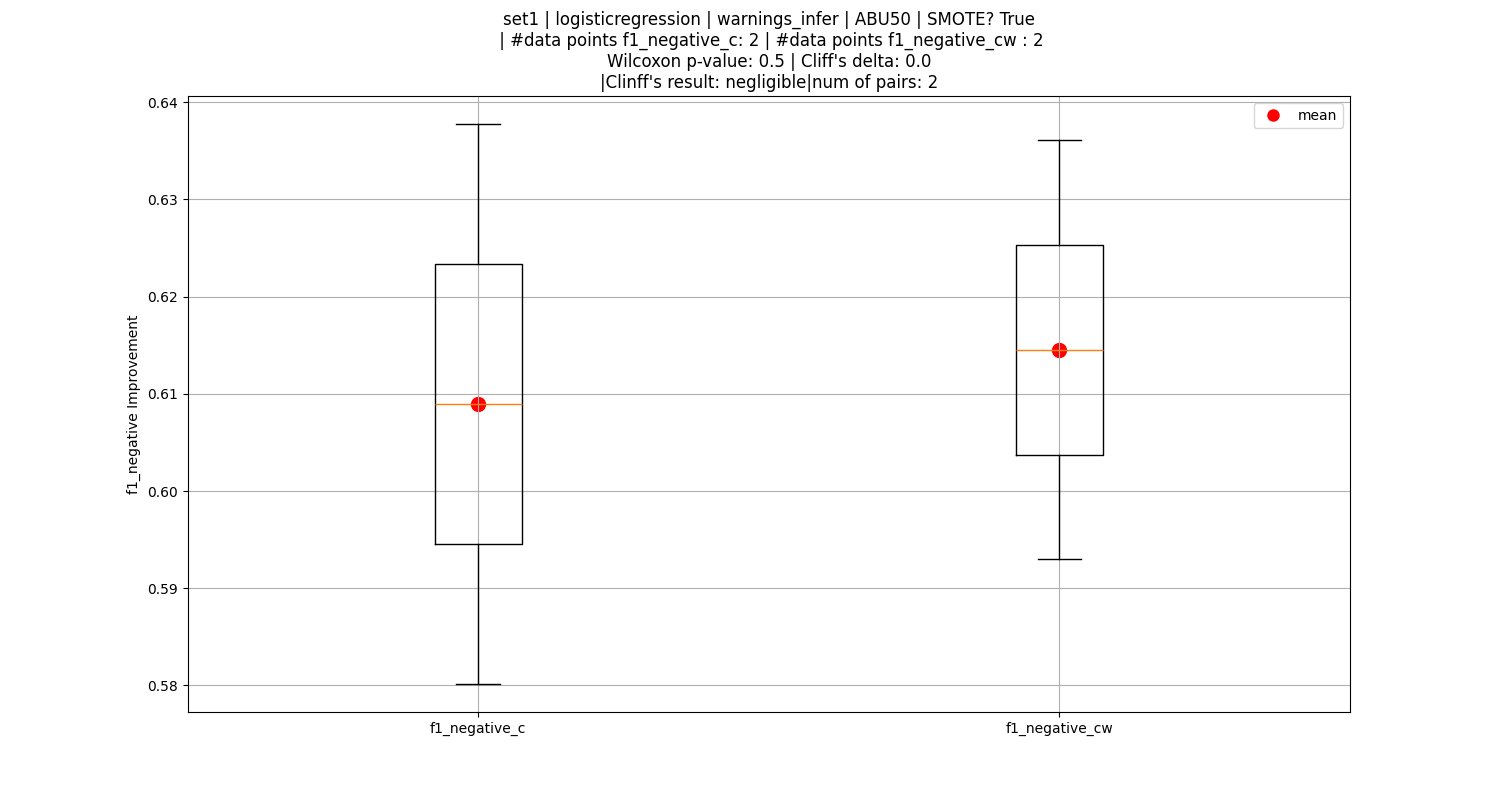 set1 | logisticregression | warnings_infer | ABU50 | SMOTE? True
| #data points f1_negative_c: 2 | #data points f1_negative_cw : 2
Wilcoxon p-value: 0.5 | Cliff's delta: 0.0
|Clinff's result: negligible|num of pairs: 2
mean
0.64
0.63
0.62
0.61
0.60
0.59
0.58
f1_negative Improvement
f1_negative_c
f1_negative_cw